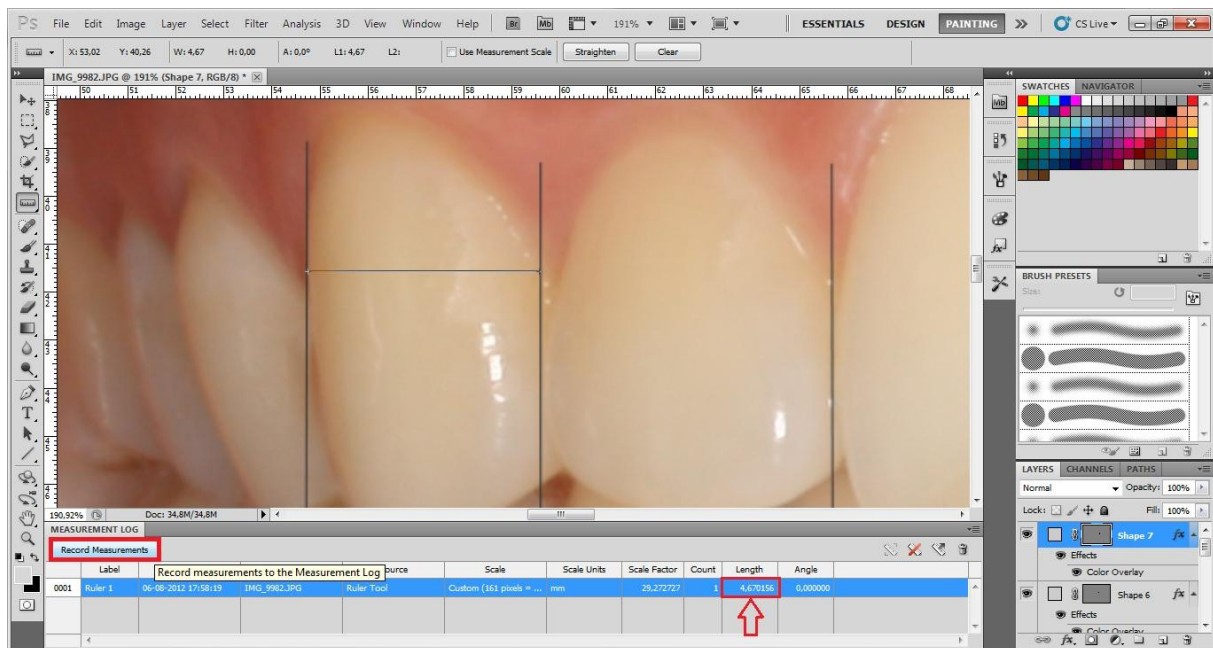 Ps File Edit Image Layer Select Filter Analysis 3D View Window Help Br Mb 191% ESSENTIALS DESIGN PAINTING >> CS Live
X: 53,02 Y: 40,26 W: 4,67 H: 0,00 A: 0,0° L1: 4,67 L2: Use Measurement Scale Straighten Clear
IMG_9982.JPG @ 191% (Shape 7, RGB/8) *
50 51 52 53 54 55 56 57 58 59 60 61 62 63 64 65 66 67 68
SWATCHES NAVIGATOR
Mb
BRUSH PRESETS
Size:
LAYERS CHANNELS PATHS
Normal Opacity: 100%
Lock: Fill: 100%
Shape 7 fx
Effects
Color Overlay
Shape 6 fx
Effects
Color Overlay
190,92% Doc: 34,8M/34,8M
MEASUREMENT LOG
Record Measurements
Record measurements to the Measurement Log
Label Scale Scale Units Scale Factor Count Length Angle
0001 Ruler 1 06-08-2012 17:58:19 IMG_9982.JPG Ruler Tool Custom (161 pixels = ... mm 29,272727 1 4,670156 0,000000